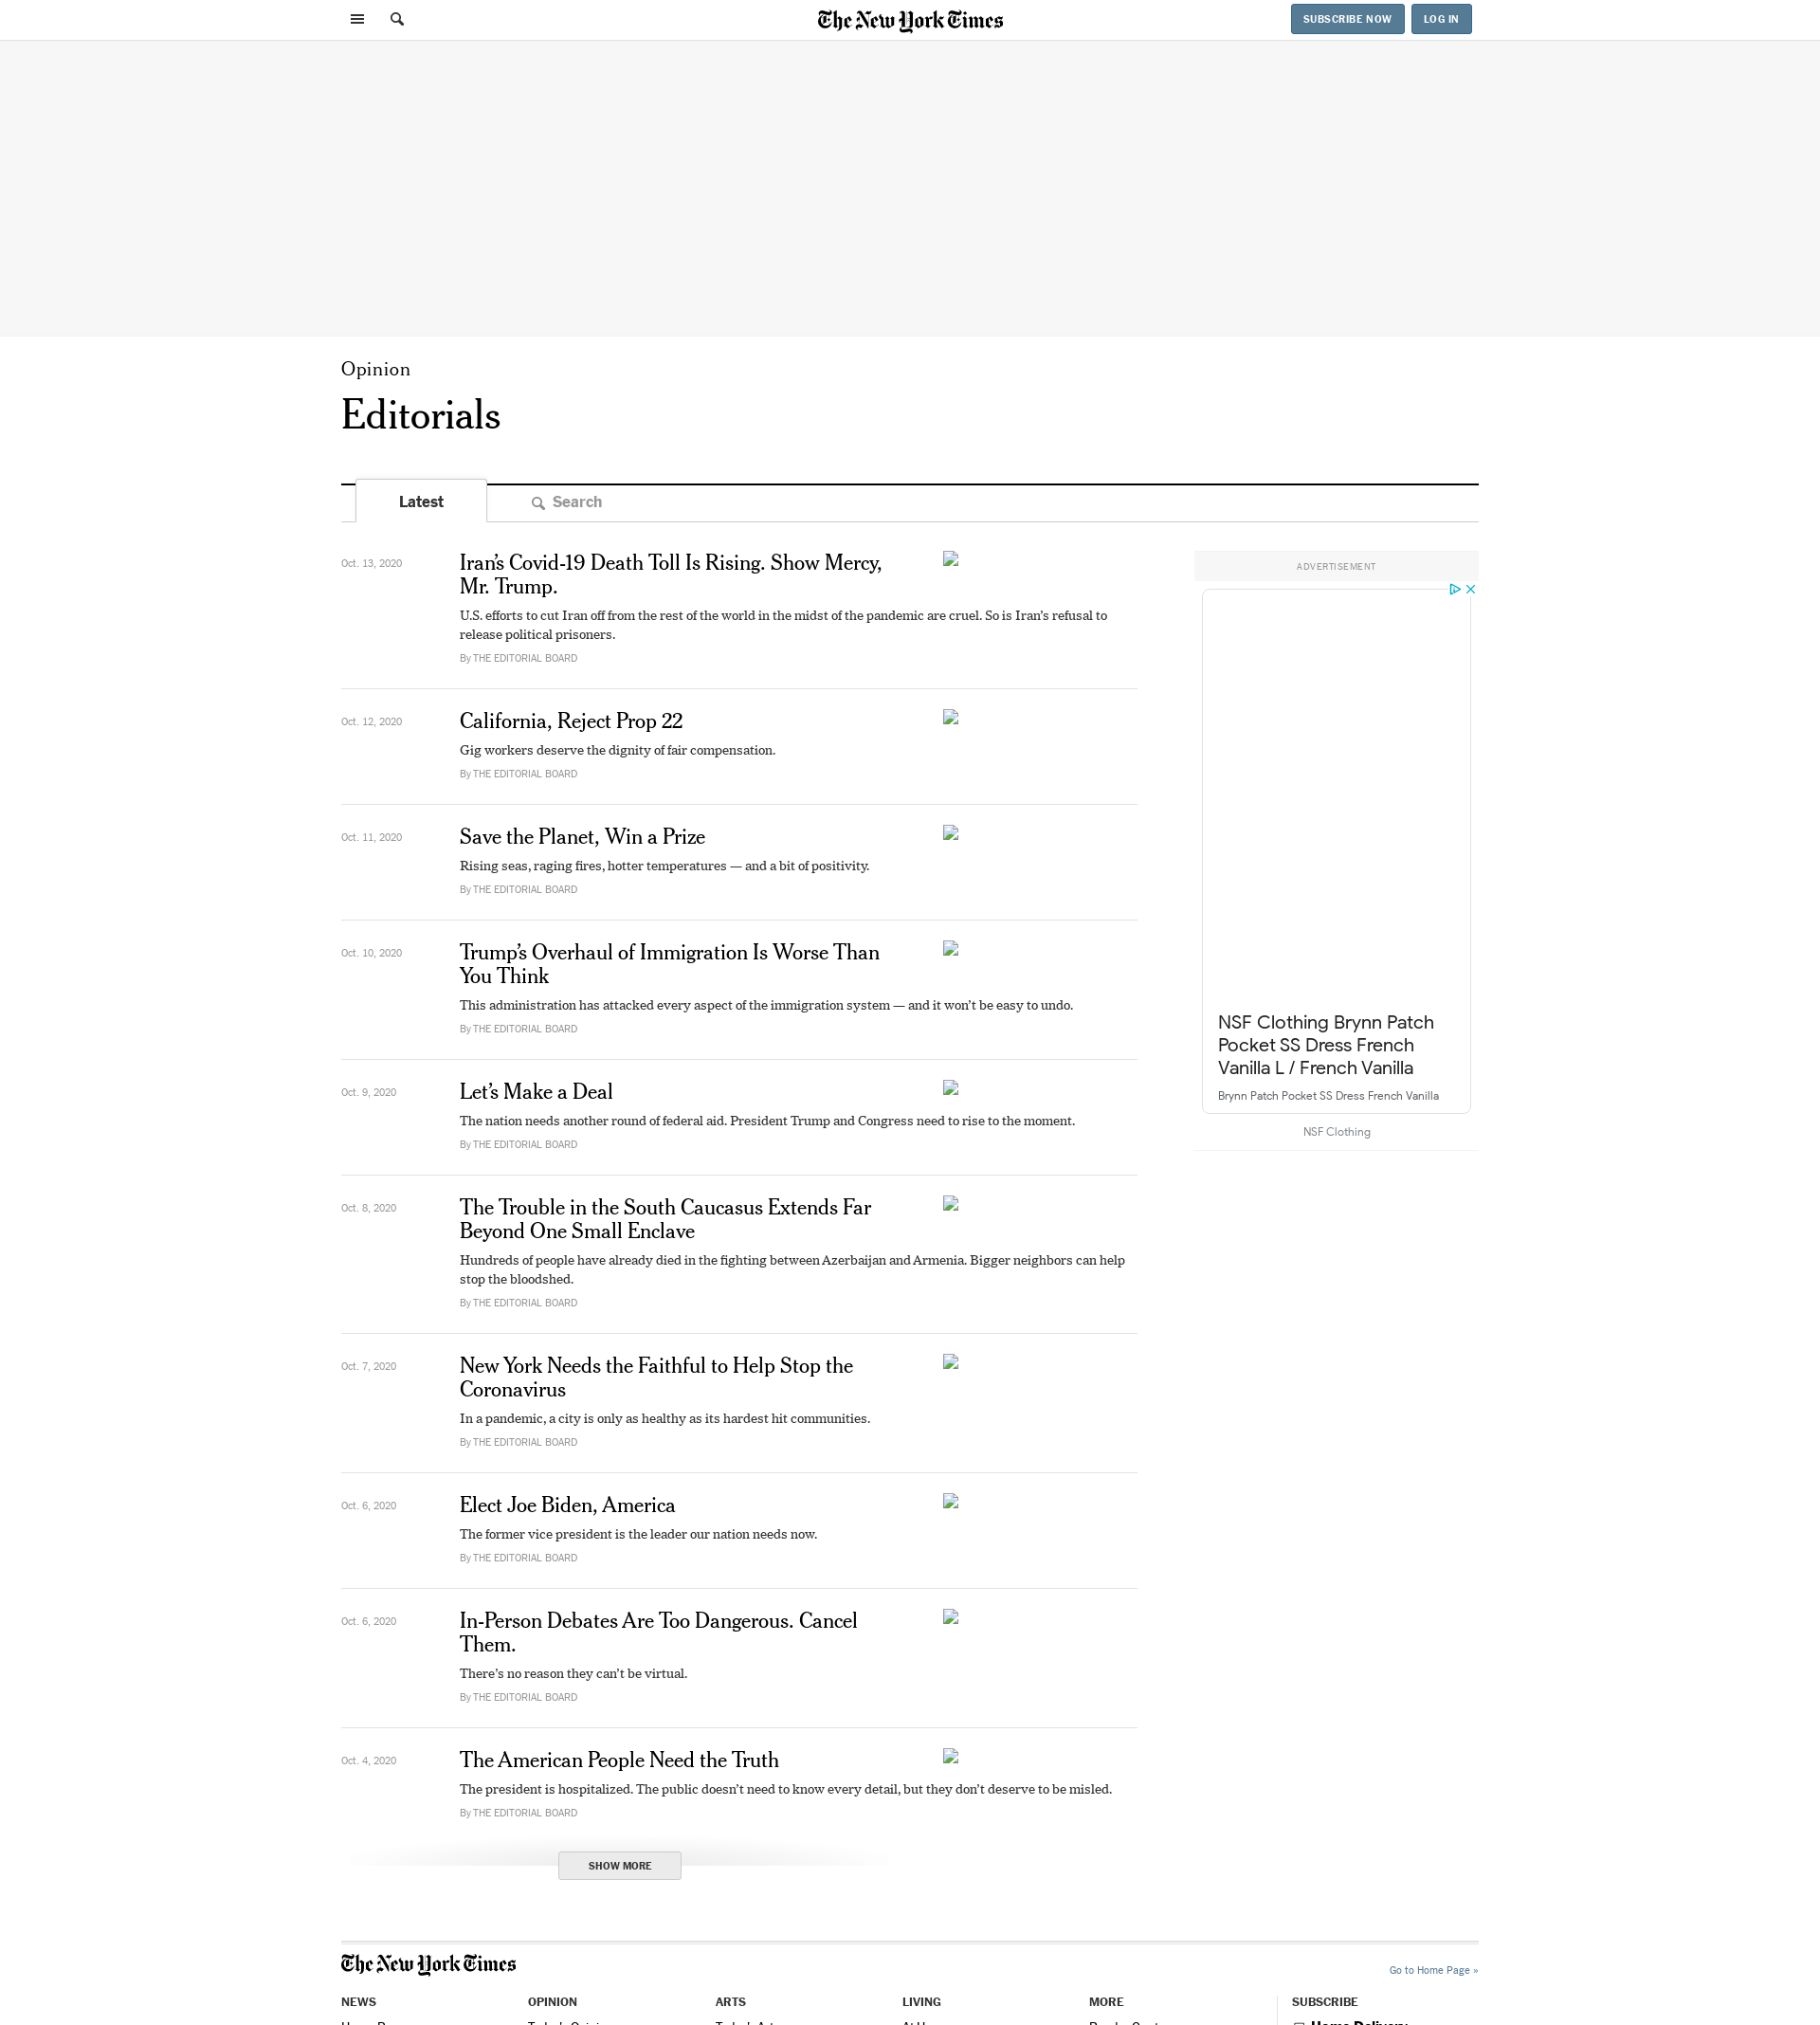 The New York Times
SUBSCRIBE NOW
LOG IN
Opinion
Editorials
Latest
Search
Oct. 13, 2020
Iran’s Covid-19 Death Toll Is Rising. Show Mercy,
Mr. Trump.
U.S. efforts to cut Iran off from the rest of the world in the midst of the pandemic are cruel. So is Iran’s refusal to
release political prisoners.
By THE EDITORIAL BOARD
Oct. 12, 2020
California, Reject Prop 22
Gig workers deserve the dignity of fair compensation.
By THE EDITORIAL BOARD
Oct. 11, 2020
Save the Planet, Win a Prize
Rising seas, raging fires, hotter temperatures — and a bit of positivity.
By THE EDITORIAL BOARD
Oct. 10, 2020
Trump’s Overhaul of Immigration Is Worse Than
You Think
This administration has attacked every aspect of the immigration system — and it won’t be easy to undo.
By THE EDITORIAL BOARD
Oct. 9, 2020
Let’s Make a Deal
The nation needs another round of federal aid. President Trump and Congress need to rise to the moment.
By THE EDITORIAL BOARD
Oct. 8, 2020
The Trouble in the South Caucasus Extends Far
Beyond One Small Enclave
Hundreds of people have already died in the fighting between Azerbaijan and Armenia. Bigger neighbors can help
stop the bloodshed.
By THE EDITORIAL BOARD
Oct. 7, 2020
New York Needs the Faithful to Help Stop the
Coronavirus
In a pandemic, a city is only as healthy as its hardest hit communities.
By THE EDITORIAL BOARD
Oct. 6, 2020
Elect Joe Biden, America
The former vice president is the leader our nation needs now.
By THE EDITORIAL BOARD
Oct. 6, 2020
In-Person Debates Are Too Dangerous. Cancel
Them.
There’s no reason they can’t be virtual.
By THE EDITORIAL BOARD
Oct. 4, 2020
The American People Need the Truth
The president is hospitalized. The public doesn’t need to know every detail, but they don’t deserve to be misled.
By THE EDITORIAL BOARD
SHOW MORE
ADVERTISEMENT
NSF Clothing Brynn Patch
Pocket SS Dress French
Vanilla L / French Vanilla
Brynn Patch Pocket SS Dress French Vanilla
NSF Clothing
The New York Times
Go to Home Page »
NEWS
OPINION
ARTS
LIVING
MORE
SUBSCRIBE
Home Delivery